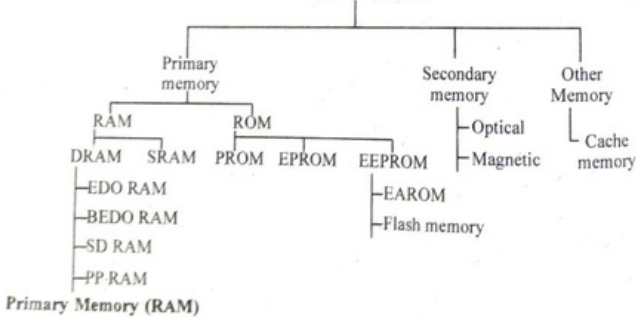 Primary
memory
Secondary
memory
Other
Memory
RAM
ROM
Optical
Cache
memory
DRAM
SRAM
PROM
EPROM
EEPROM
Magnetic
EDO RAM
EAROM
BEDO RAM
Flash memory
SD RAM
PP RAM
Primary Memory (RAM)